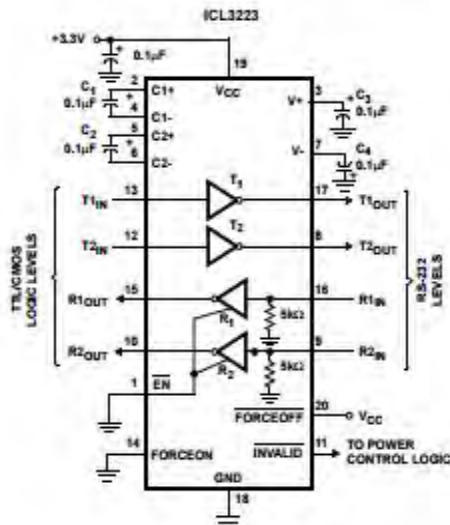 ICL3223
+3.3V
0.1µF
19
VCC
C1
0.1µF
2
C1+
4
C1-
C2
0.1µF
5
C2+
6
C2-
3
V+
C3
0.1µF
7
V-
C4
0.1µF
TTL/CMOS
LOGIC LEVELS
T1IN
13
T1
17
T1OUT
T2IN
12
T2
8
T2OUT
R1OUT
15
R1
16
R1IN
5kΩ
R2OUT
10
R2
9
R2IN
5kΩ
RS-232
LEVELS
1
EN
FORCEOFF
20
VCC
14
FORCEON
INVALID
11
TO POWER
CONTROL LOGIC
GND
18